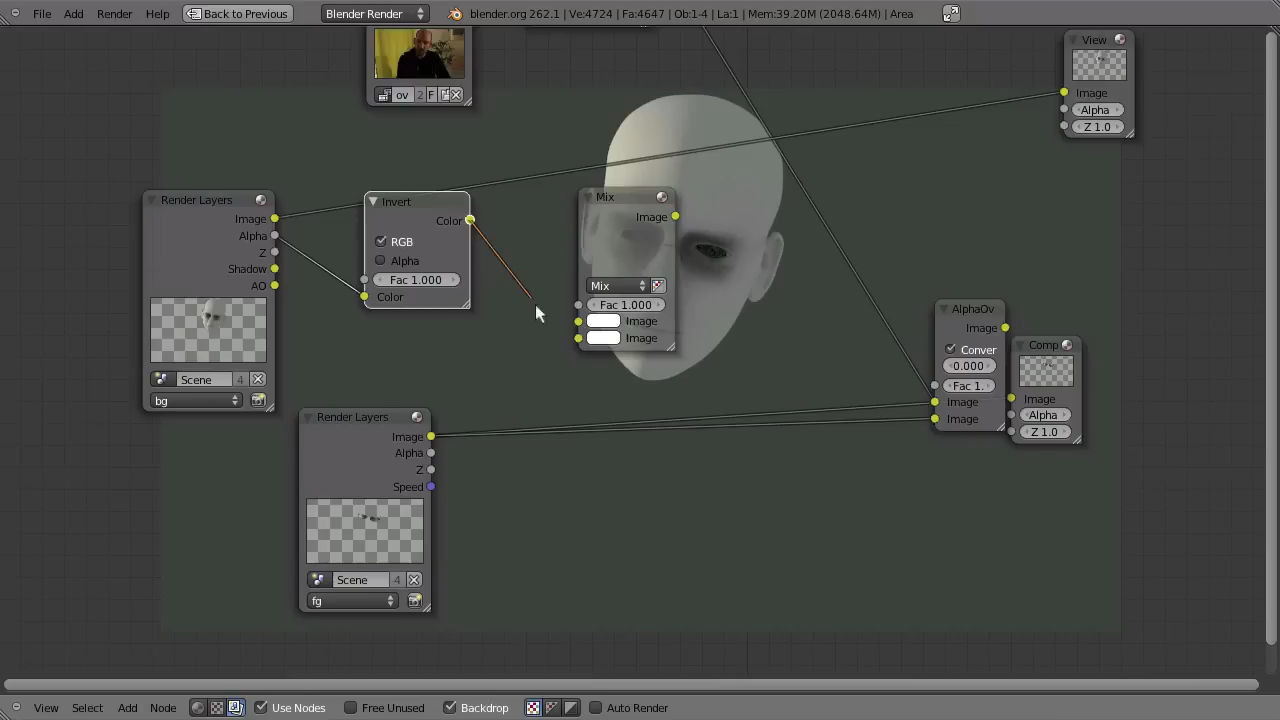 File Add Render Help Back to Previous Blender Render blender.org 262.1 | Ve:4724 | Fa:4647 | Ob:1-4 | La:1 | Mem:39.20M (2048.64M) | Area
View
Image
Alpha
Z 1.0
ov 2 F
Render Layers
Image
Alpha
Z
Shadow
AO
Scene 4
bg
Invert
Color
RGB
Alpha
Fac 1.000
Color
Mix
Image
Mix
Fac 1.000
Image
Image
AlphaOv
Image
Conver
0.000
Fac 1.
Image
Image
Comp
Image
Alpha
Z 1.0
Render Layers
Image
Alpha
Z
Speed
Scene 4
fg
View Select Add Node Use Nodes Free Unused Backdrop Auto Render